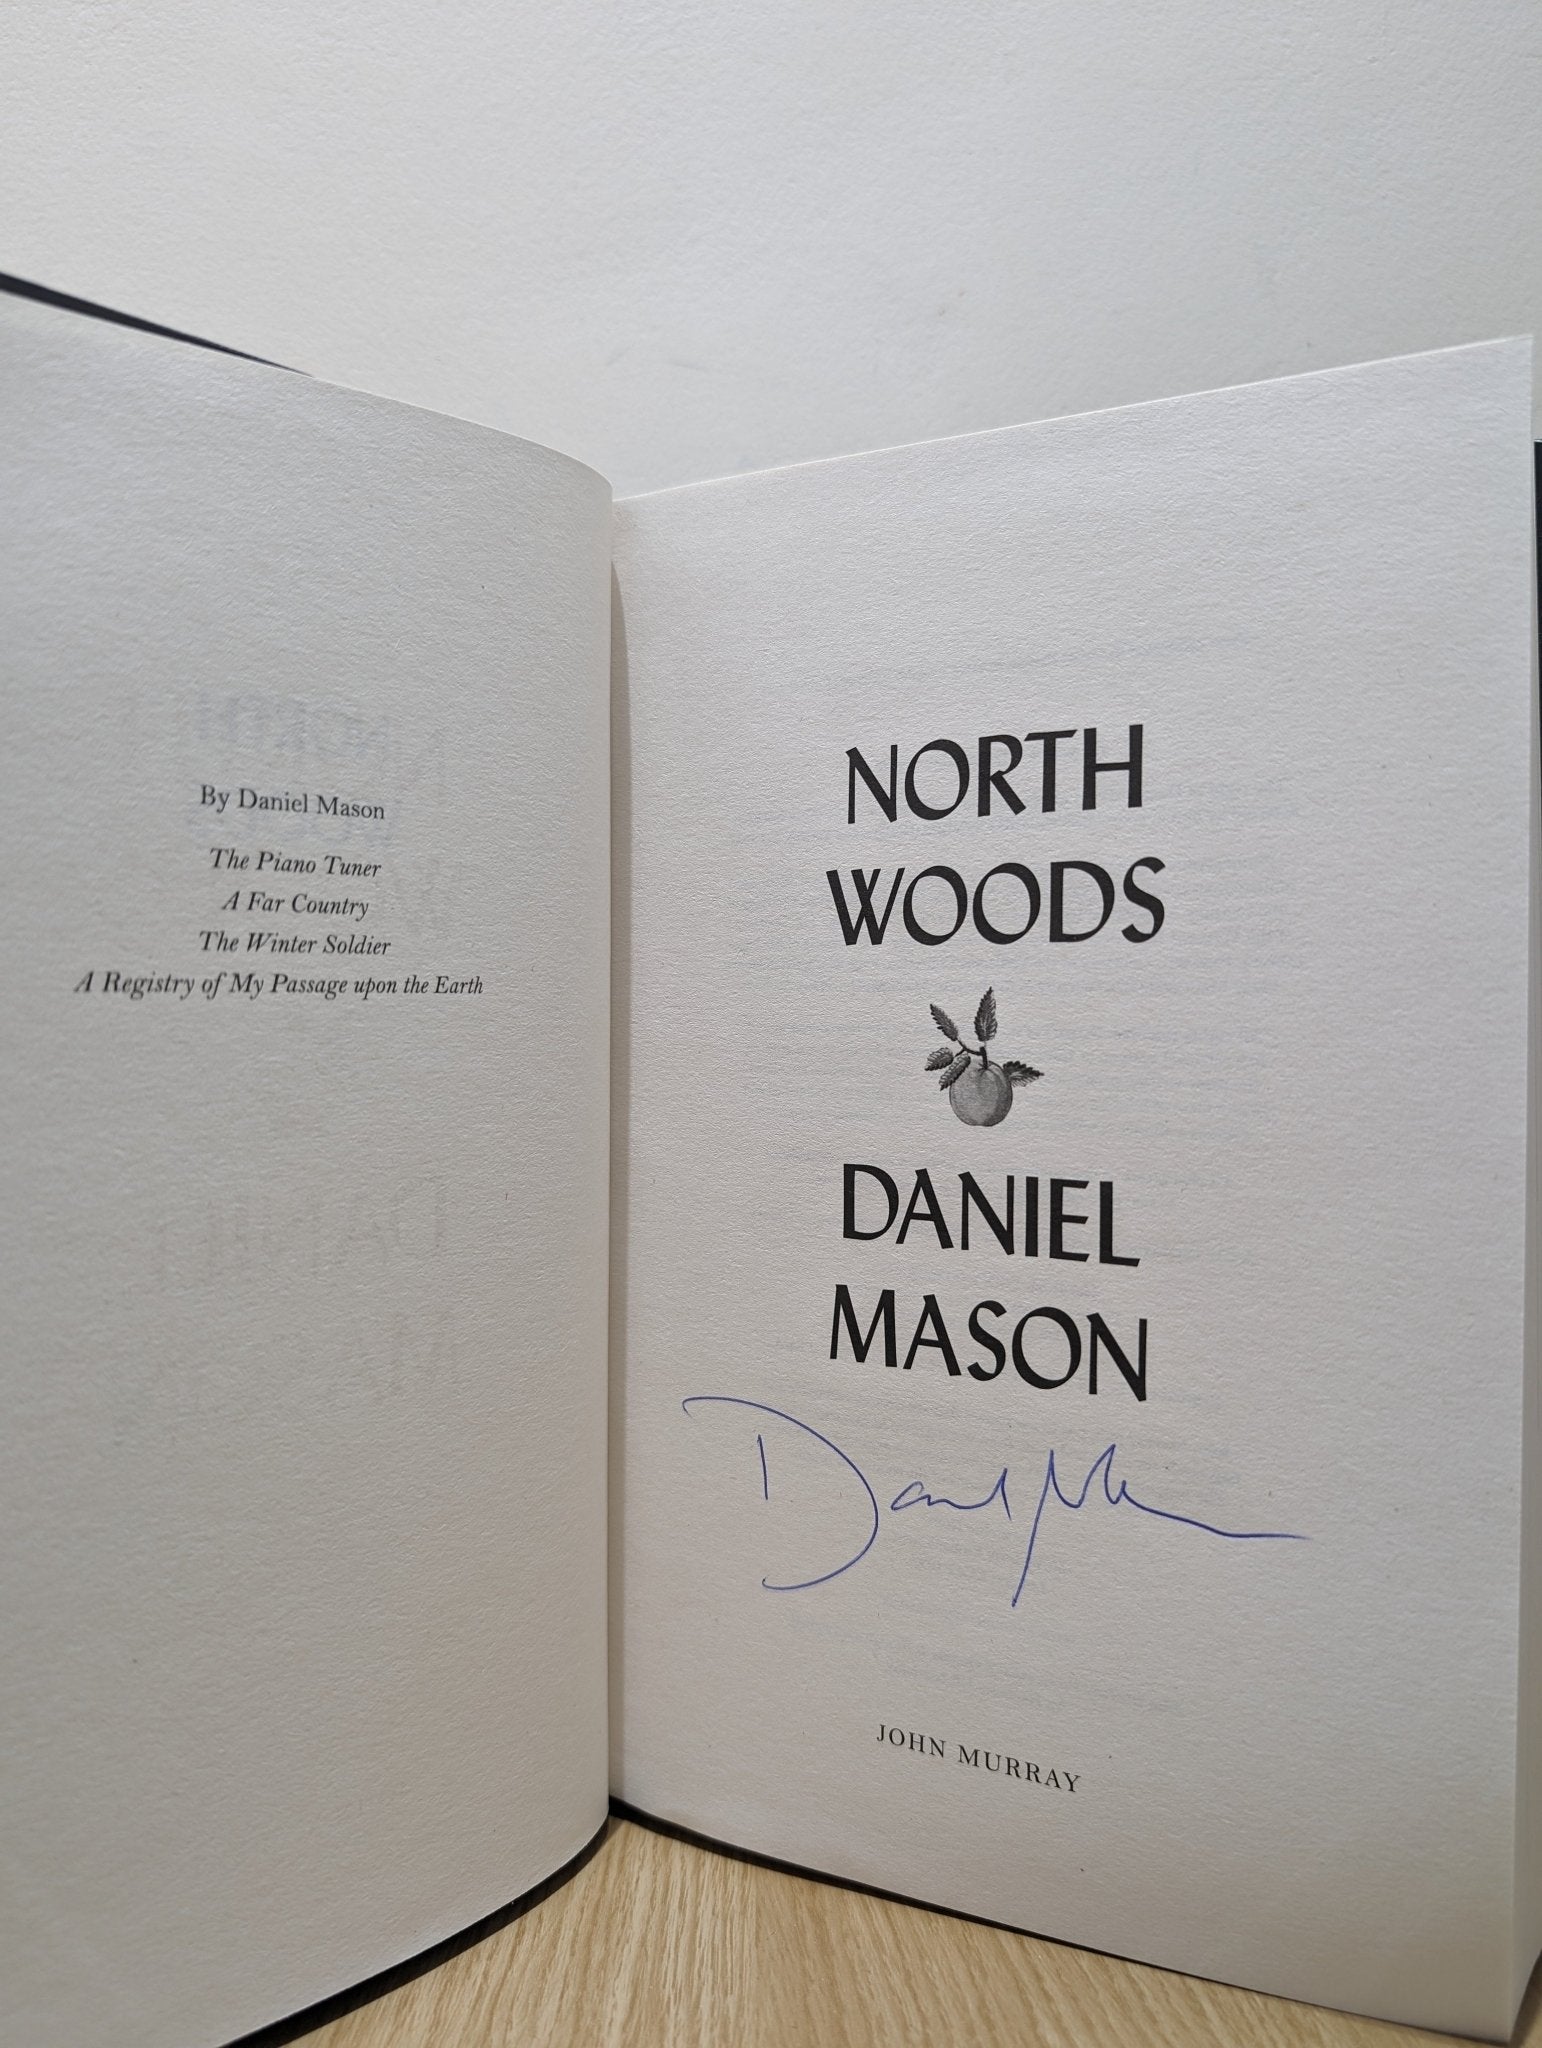 By Daniel Mason
The Piano Tuner
A Far Country
The Winter Soldier
A Registry of My Passage upon the Earth
NORTH
WOODS
DANIEL
MASON
JOHN MURRAY